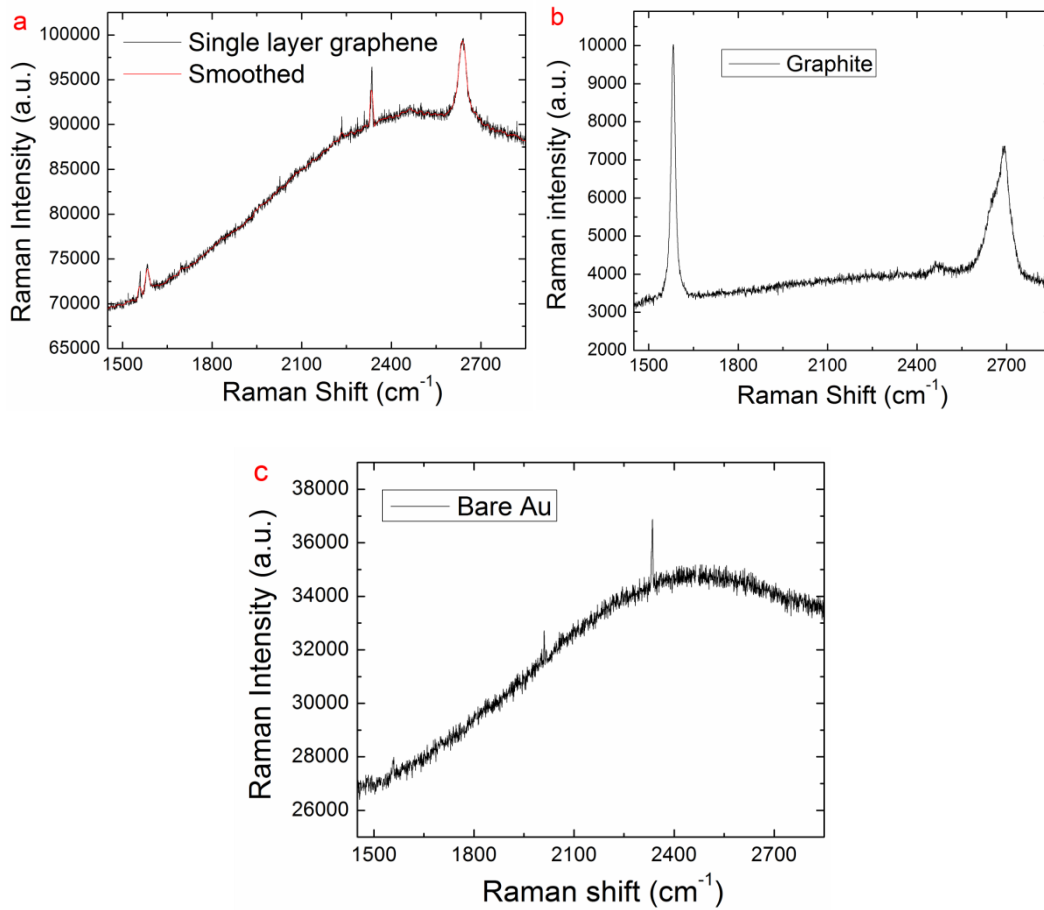 a
Single layer graphene
Smoothed
100000
95000
90000
85000
80000
75000
70000
65000
1500 1800 2100 2400 2700
Raman Shift (cm-1)
Raman Intensity (a.u.)
b
Graphite
10000
9000
8000
7000
6000
5000
4000
3000
2000
1500 1800 2100 2400 2700
Raman Shift (cm-1)
Raman intensity (a.u.)
c
Bare Au
38000
36000
34000
32000
30000
28000
26000
1500 1800 2100 2400 2700
Raman shift (cm-1)
Raman Intensity (a.u.)